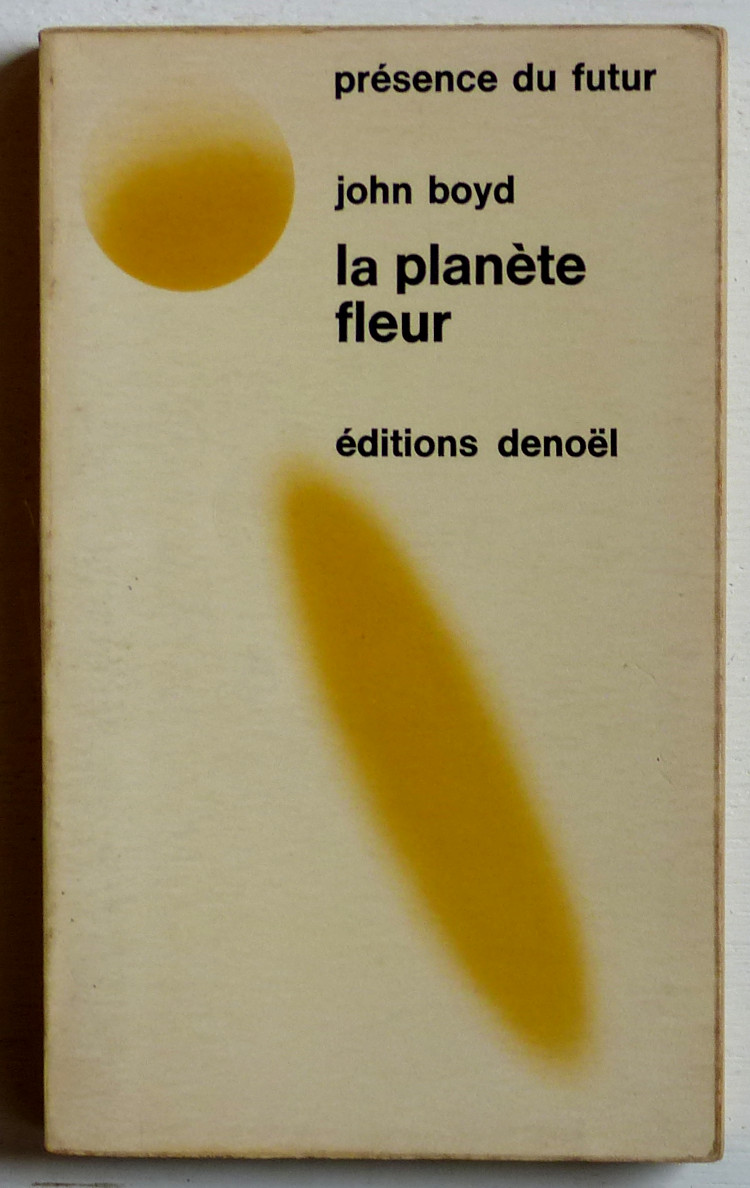 présence du futur
john boyd
la planète
fleur
éditions denoël